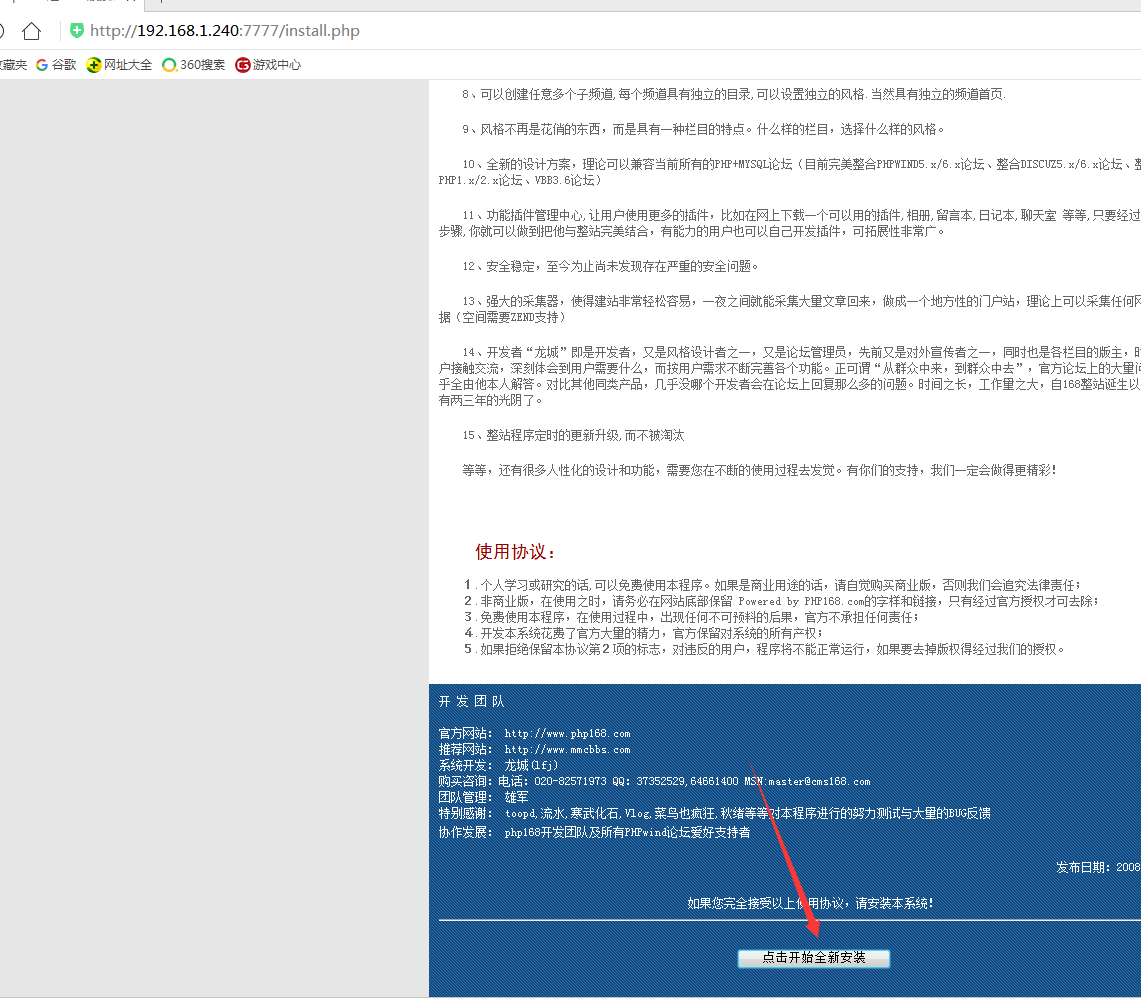 http://192.168.1.240:7777/install.php
藏夹 谷歌 网址大全 360搜索 游戏中心
8、可以创建任意多个子频道,每个频道具有独立的目录,可以设置独立的风格.当然具有独立的频道首页.
9、风格不再是花俏的东西，而是具有一种栏目的特点。什么样的栏目，选择什么样的风格。
10、全新的设计方案，理论可以兼容当前所有的PHP+MYSQL论坛（目前完美整合PHPWIND5.x/6.x论坛、整合DISCUZ5.x/6.x论坛、整
PHP1.x/2.x论坛、VBB3.6论坛）
11、功能插件管理中心,让用户使用更多的插件，比如在网上下载一个可以用的插件,相册,留言本,日记本,聊天室 等等,只要经过
步骤,你就可以做到把他与整站完美结合，有能力的用户也可以自己开发插件，可拓展性非常广。
12、安全稳定，至今为止尚未发现存在严重的安全问题。
13、强大的采集器，使得建站非常轻松容易，一夜之间就能采集大量文章回来，做成一个地方性的门户站，理论上可以采集任何网
据（空间需要ZEND支持）
14、开发者“龙城”即是开发者，又是风格设计者之一，又是论坛管理员，先前又是对外宣传者之一，同时也是各栏目的版主，时
户接触交流，深刻体会到用户需要什么，而按用户需求不断完善各个功能。正可谓“从群众中来，到群众中去”，官方论坛上的大量问
乎全由他本人解答。对比其他同类产品，几乎没哪个开发者会在论坛上回复那么多的问题。时间之长，工作量之大，自168整站诞生以
有两三年的光阴了。
15、整站程序定时的更新升级,而不被淘汰
等等，还有很多人性化的设计和功能，需要您在不断的使用过程去发觉。有你们的支持，我们一定会做得更精彩!
使用协议：
1.个人学习或研究的话,可以免费使用本程序。如果是商业用途的话，请自觉购买商业版，否则我们会追究法律责任；
2.非商业版，在使用之时，请务必在网站底部保留 Powered by PHP168.com的字样和链接，只有经过官方授权才可去除；
3.免费使用本程序，在使用过程中，出现任何不可预料的后果，官方不承担任何责任；
4.开发本系统花费了官方大量的精力，官方保留对系统的所有产权；
5.如果拒绝保留本协议第2项的标志，对违反的用户，程序将不能正常运行，如果要去掉版权得经过我们的授权。
开 发 团 队
官方网站： http://www.php168.com
推荐网站： http://www.mmcbbs.com
系统开发： 龙城(lfj)
购买咨询：电话：020-82571973 QQ：37352529,64661400 MSN:master@cms168.com
团队管理： 雄军
特别感谢： toopd,流水,寒武化石,Vlog,菜鸟也疯狂,秋绪等等对本程序进行的努力测试与大量的BUG反馈
协作发展： php168开发团队及所有PHPwind论坛爱好支持者
发布日期：2008
如果您完全接受以上使用协议，请安装本系统!
点击开始全新安装